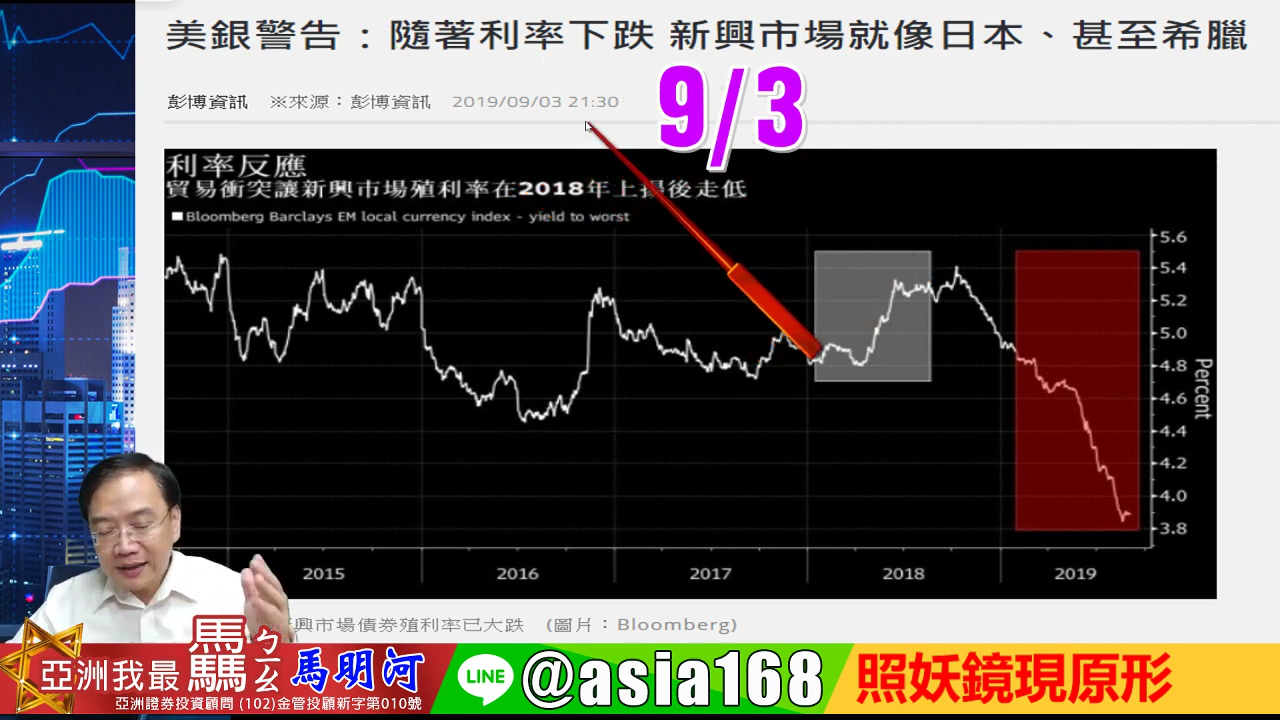 美銀警告：隨著利率下跌 新興市場就像日本、甚至希臘
彭博資訊 ※來源：彭博資訊 2019/09/03 21:30
9/3
利率反應
貿易衝突讓新興市場殖利率在2018年上揚後走低
Bloomberg Barclays EM local currency index - yield to worst
5.6
5.4
5.2
5.0
4.8
4.6
4.4
4.2
4.0
3.8
Percent
2015 2016 2017 2018 2019
興市場債券殖利率已大跌 (圖片：Bloomberg)
亞洲我最馬驫ㄅㄧㄠ 馬明河
亞洲證券投資顧問 (102)金管投顧新字第010號
LINE @asia168
照妖鏡現原形